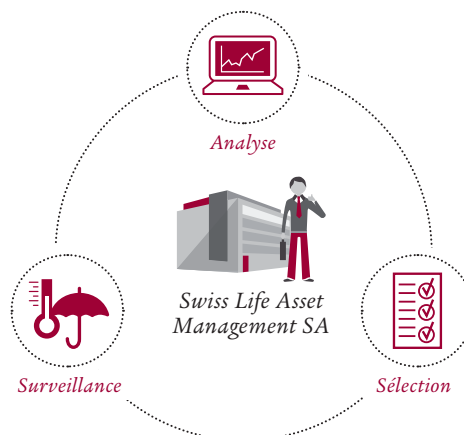 Analyse
Swiss Life Asset
Management SA
Surveillance
Sélection